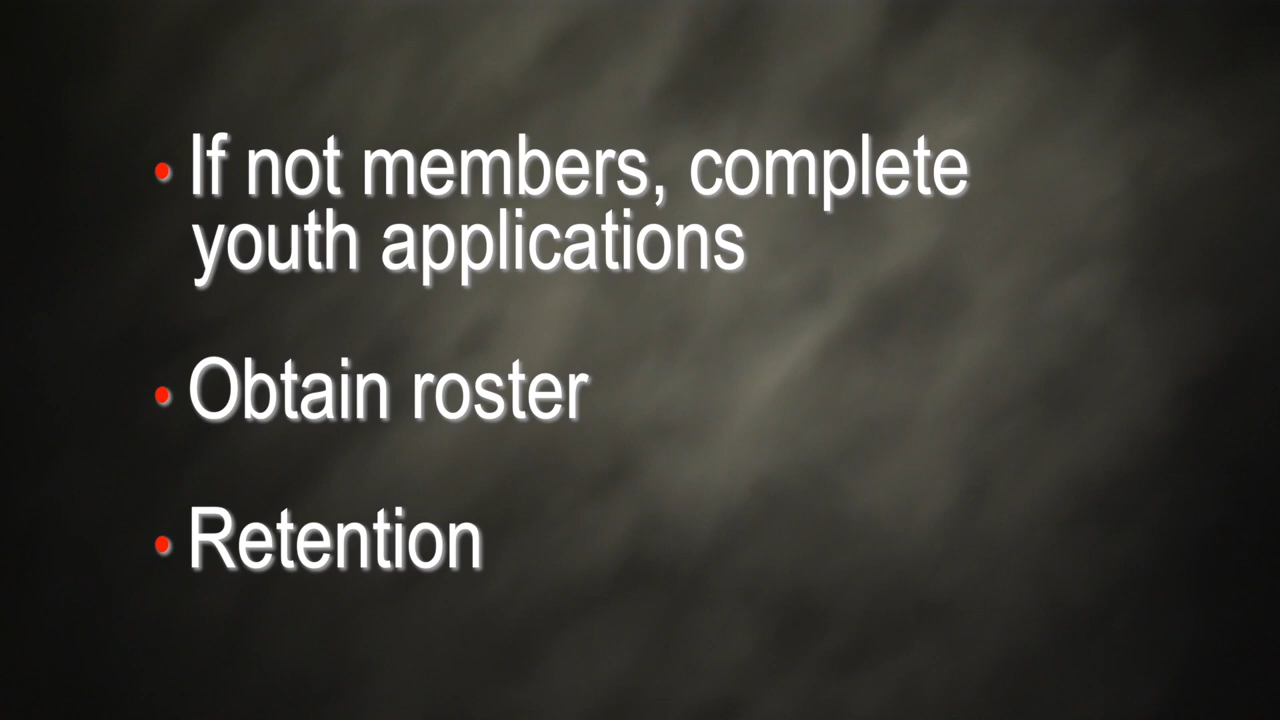 • If not members, complete
youth applications
• Obtain roster
• Retention